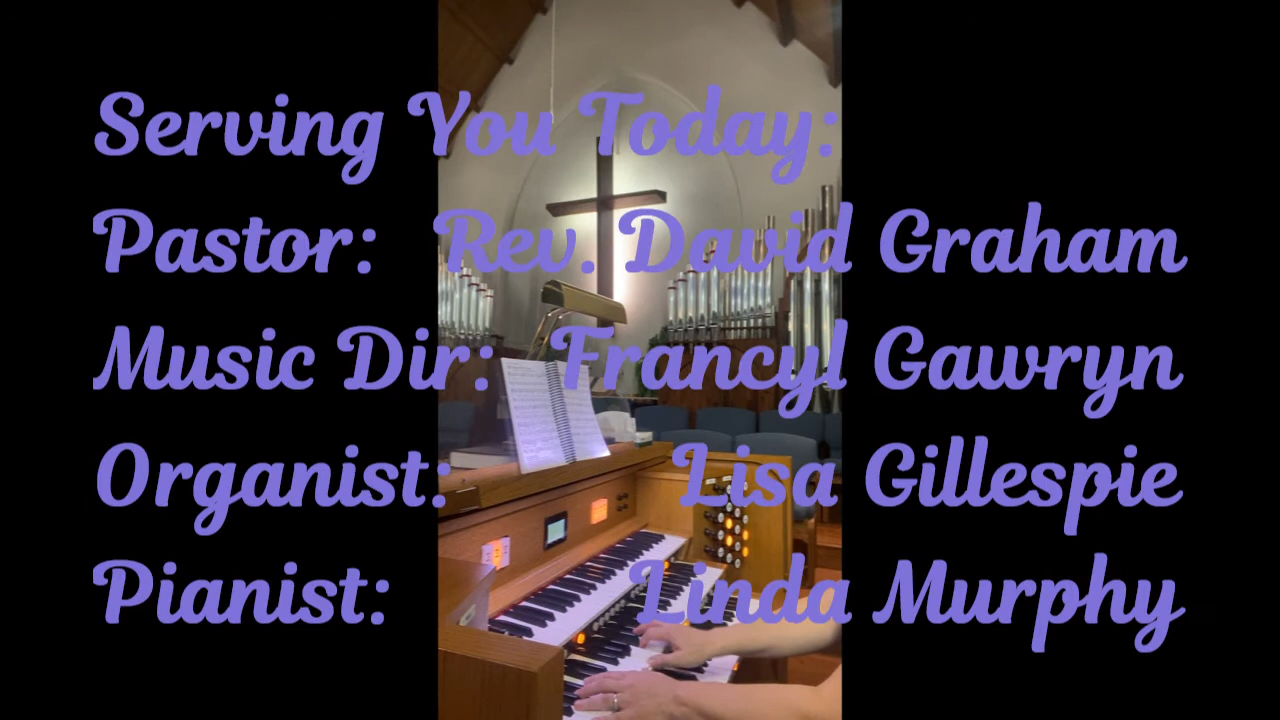 Serving You Today:
Pastor: Rev. David Graham
Music Dir: Francyl Gawryn
Organist: Lisa Gillespie
Pianist: Linda Murphy